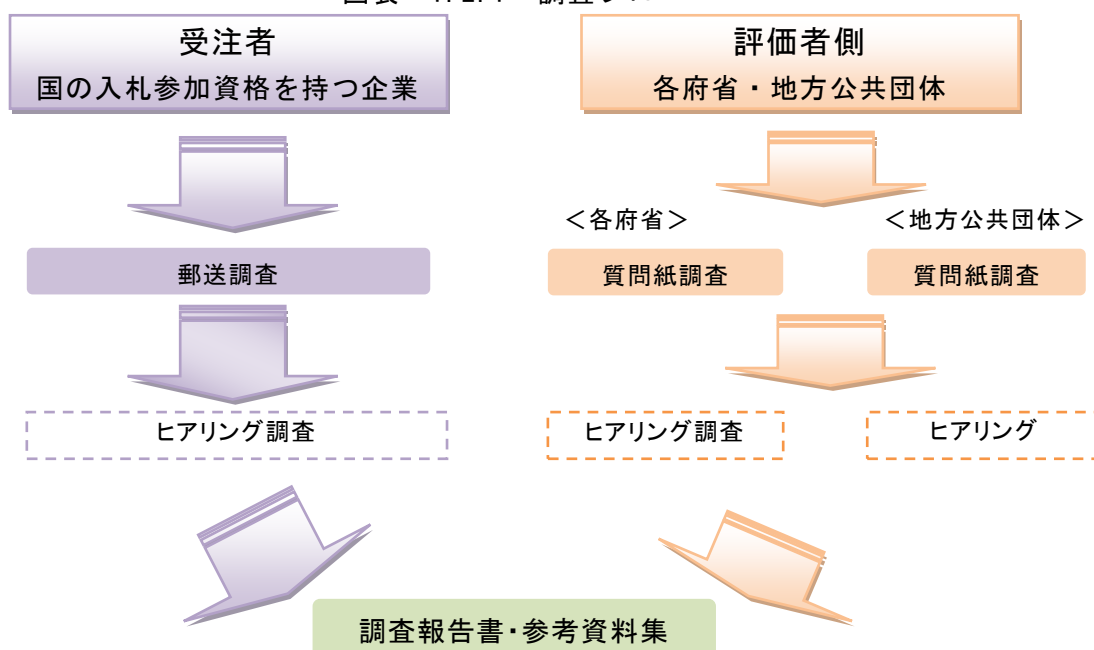 受注者
国の入札参加資格を持つ企業
評価者側
各府省・地方公共団体
＜各府省＞
＜地方公共団体＞
郵送調査
質問紙調査
質問紙調査
ヒアリング調査
ヒアリング調査
ヒアリング
調査報告書・参考資料集